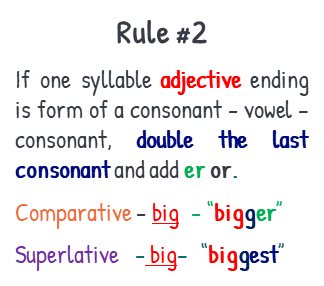 Rule #2
If one syllable adjective ending
is form of a consonant – vowel –
consonant, double the last
consonant and add er or.
Comparative – big – “bigger”
Superlative – big– “biggest”